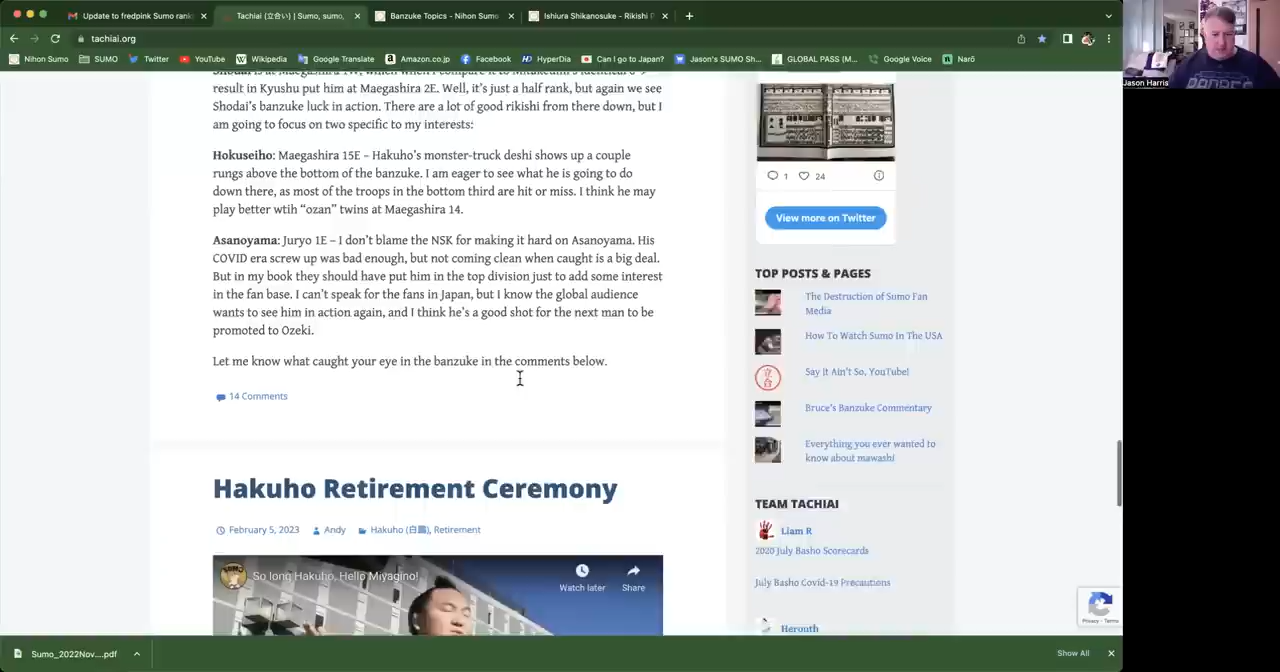 Update to fredpink Sumo rank
Tachiai (立合い) | Sumo, sumo,
Banzuke Topics - Nihon Sumo
Ishiura Shikanosuke - Rikishi P
tachiai.org
Nihon Sumo
SUMO
Twitter
YouTube
Wikipedia
Google Translate
Amazon.co.jp
Facebook
HyperDia
Can I go to Japan?
Jason's SUMO Sh...
GLOBAL PASS (M...
Google Voice
Narō
Jason Harris
result in Kyushu put him at Maegashira 2E. Well, it's just a half rank, but again we see
Shodai's banzuke luck in action. There are a lot of good rikishi from there down, but I
am going to focus on two specific to my interests:
Hokuseiho: Maegashira 15E – Hakuho's monster-truck deshi shows up a couple
rungs above the bottom of the banzuke. I am eager to see what he is going to do
down there, as most of the troops in the bottom third are hit or miss. I think he may
play better wtih "ozan" twins at Maegashira 14.
Asanoyama: Juryo 1E – I don't blame the NSK for making it hard on Asanoyama. His
COVID era screw up was bad enough, but not coming clean when caught is a big deal.
But in my book they should have put him in the top division just to add some interest
in the fan base. I can't speak for the fans in Japan, but I know the global audience
wants to see him in action again, and I think he's a good shot for the next man to be
promoted to Ozeki.
Let me know what caught your eye in the banzuke in the comments below.
14 Comments
Hakuho Retirement Ceremony
February 5, 2023 Andy Hakuho (白鵬), Retirement
So long Hakuho, Hello Miyagino!
Watch later
Share
1 24
View more on Twitter
TOP POSTS & PAGES
The Destruction of Sumo Fan
Media
How To Watch Sumo In The USA
Say It Ain't So, YouTube!
Bruce's Banzuke Commentary
Everything you ever wanted to
know about mawashi
TEAM TACHIAI
Liam R
2020 July Basho Scorecards
July Basho Covid-19 Precautions
Herouth
Privacy - Terms
Sumo_2022Nov....pdf
Show All